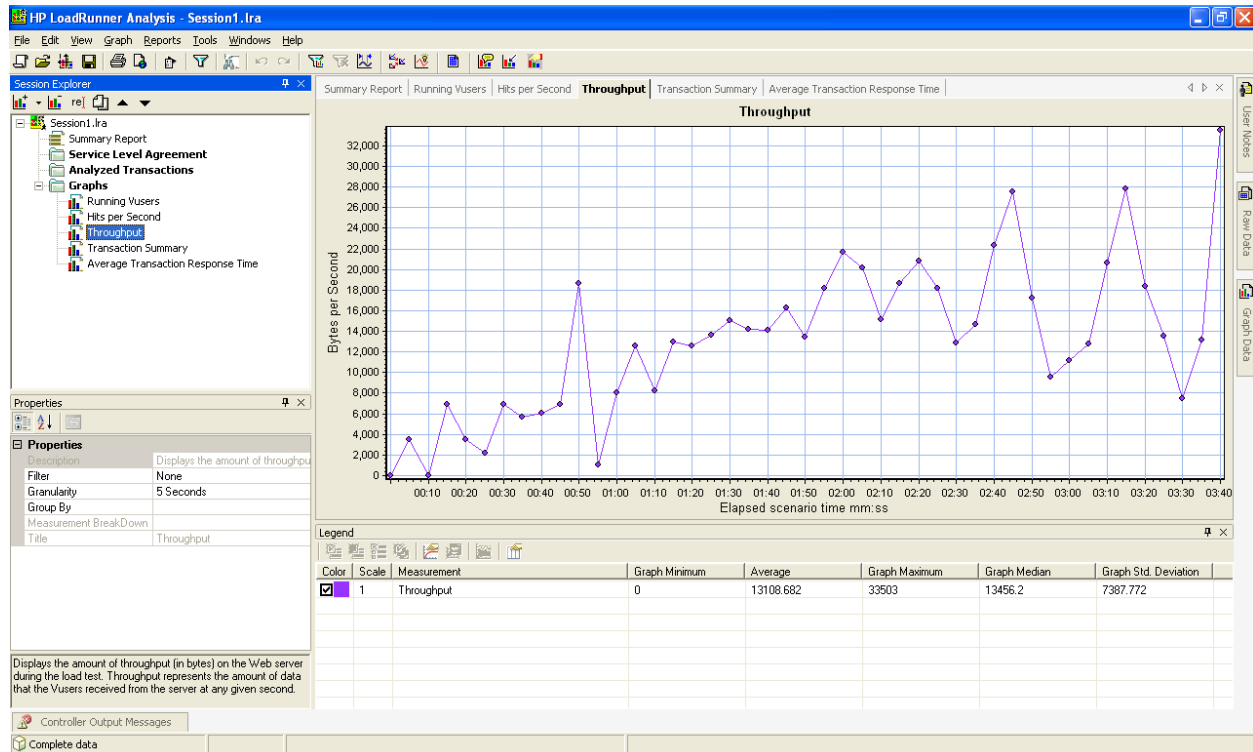 HP LoadRunner Analysis - Session1.lra
File Edit View Graph Reports Tools Windows Help
Session Explorer
Session1.lra
Summary Report
Service Level Agreement
Analyzed Transactions
Graphs
Running Vusers
Hits per Second
Throughput
Transaction Summary
Average Transaction Response Time
Properties
Properties
Description Displays the amount of throughpu
Filter None
Granularity 5 Seconds
Group By
Measurement BreakDown
Title Throughput
Displays the amount of throughput (in bytes) on the Web server
during the load test. Throughput represents the amount of data
that the Vusers received from the server at any given second.
Summary Report Running Vusers Hits per Second Throughput Transaction Summary Average Transaction Response Time
Throughput
Bytes per Second
32,000
30,000
28,000
26,000
24,000
22,000
20,000
18,000
16,000
14,000
12,000
10,000
8,000
6,000
4,000
2,000
0
00:10 00:20 00:30 00:40 00:50 01:00 01:10 01:20 01:30 01:40 01:50 02:00 02:10 02:20 02:30 02:40 02:50 03:00 03:10 03:20 03:30 03:40
Elapsed scenario time mm:ss
Legend
Color Scale Measurement Graph Minimum Average Graph Maximum Graph Median Graph Std. Deviation
1 Throughput 0 13108.682 33503 13456.2 7387.772
User Notes
Raw Data
Graph Data
Controller Output Messages
Complete data